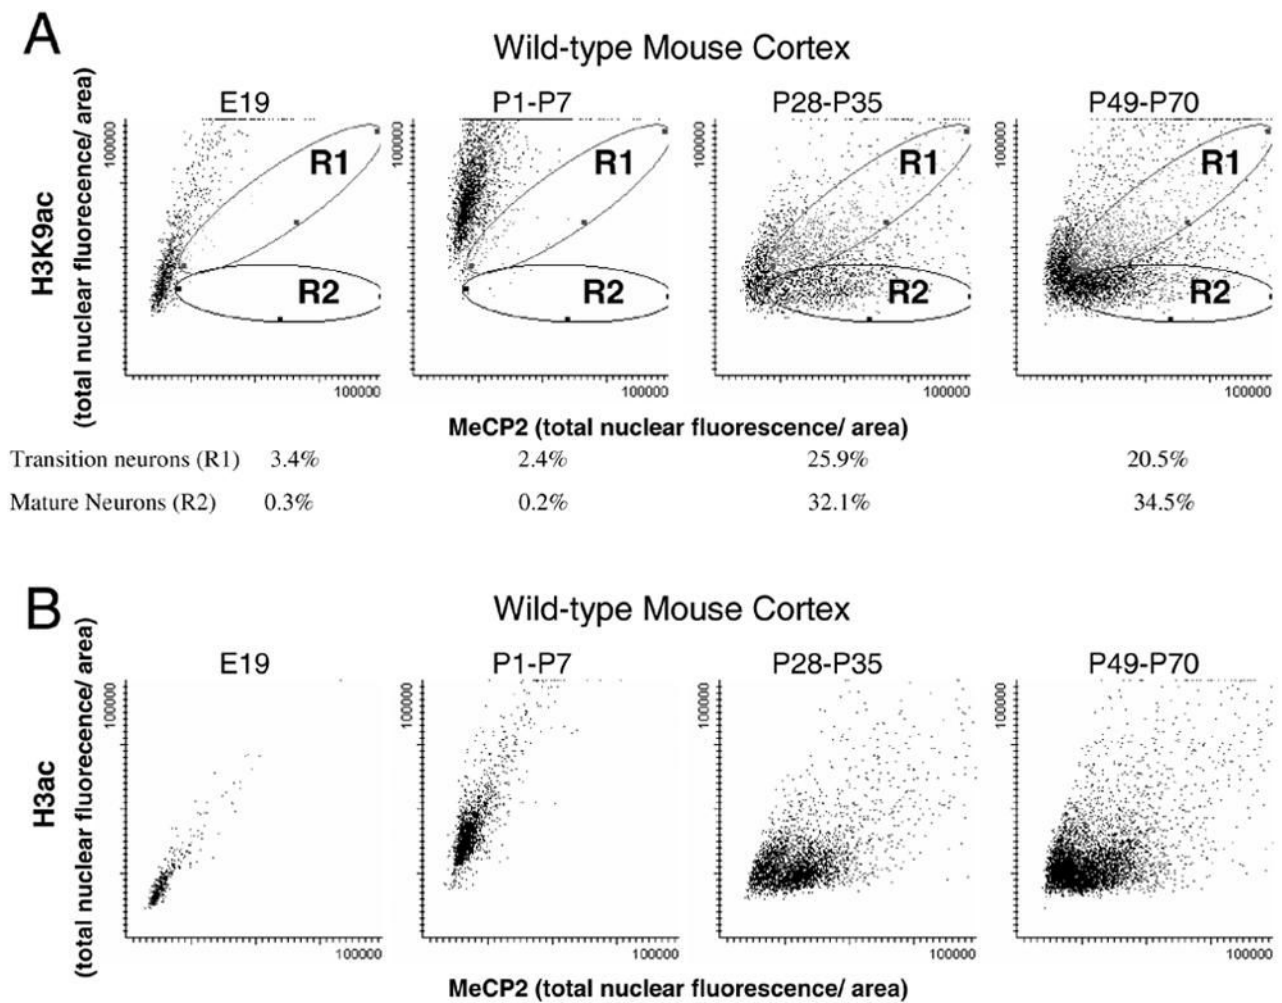 A
Wild-type Mouse Cortex
E19 P1-P7 P28-P35 P49-P70
H3K9ac
(total nuclear fluorescence/ area)
100000 100000 100000 100000
R1 R1 R1 R1
R2 R2 R2 R2
100000 100000 100000 100000
MeCP2 (total nuclear fluorescence/ area)
Transition neurons (R1) 3.4% 2.4% 25.9% 20.5%
Mature Neurons (R2) 0.3% 0.2% 32.1% 34.5%
B
Wild-type Mouse Cortex
E19 P1-P7 P28-P35 P49-P70
H3ac
(total nuclear fluorescence/ area)
100000 100000 100000 100000
100000 100000 100000 100000
MeCP2 (total nuclear fluorescence/ area)